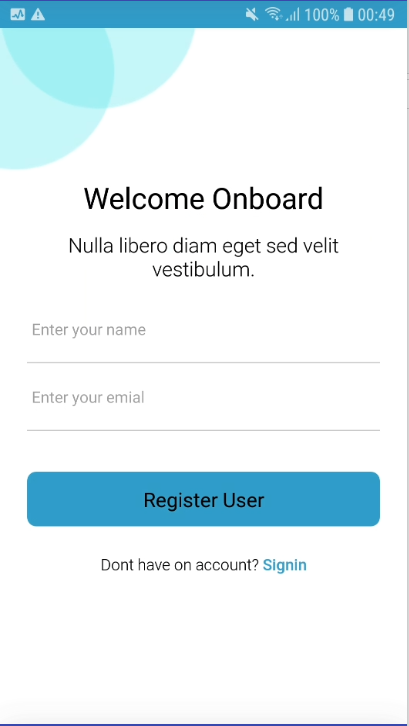 100% 00:49
Welcome Onboard
Nulla libero diam eget sed velit
vestibulum.
Enter your name
Enter your emial
Register User
Dont have on account? Signin